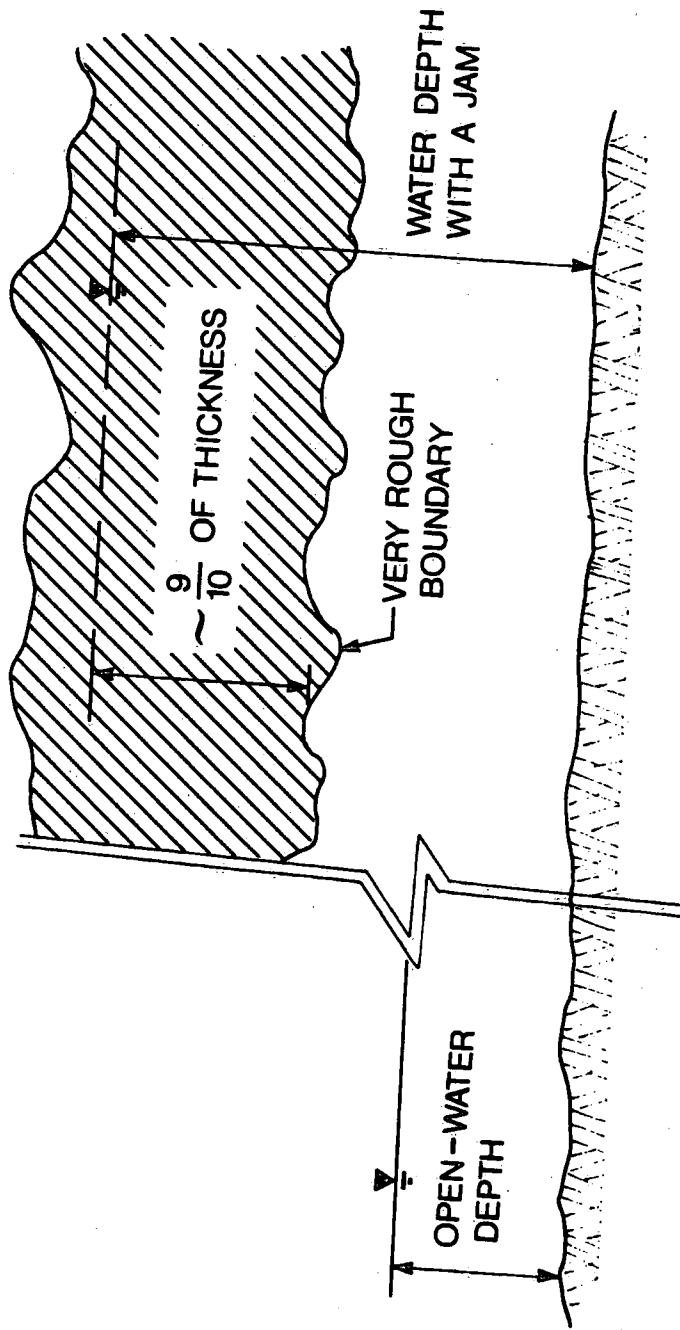 OPEN-WATER
DEPTH
~ 9/10 OF THICKNESS
VERY ROUGH
BOUNDARY
WATER DEPTH
WITH A JAM